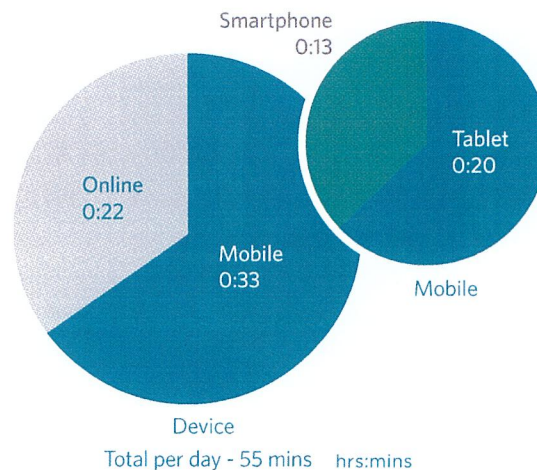 Smartphone
0:13
Tablet
0:20
Online
0:22
Mobile
0:33
Mobile
Device
Total per day - 55 mins hrs:mins